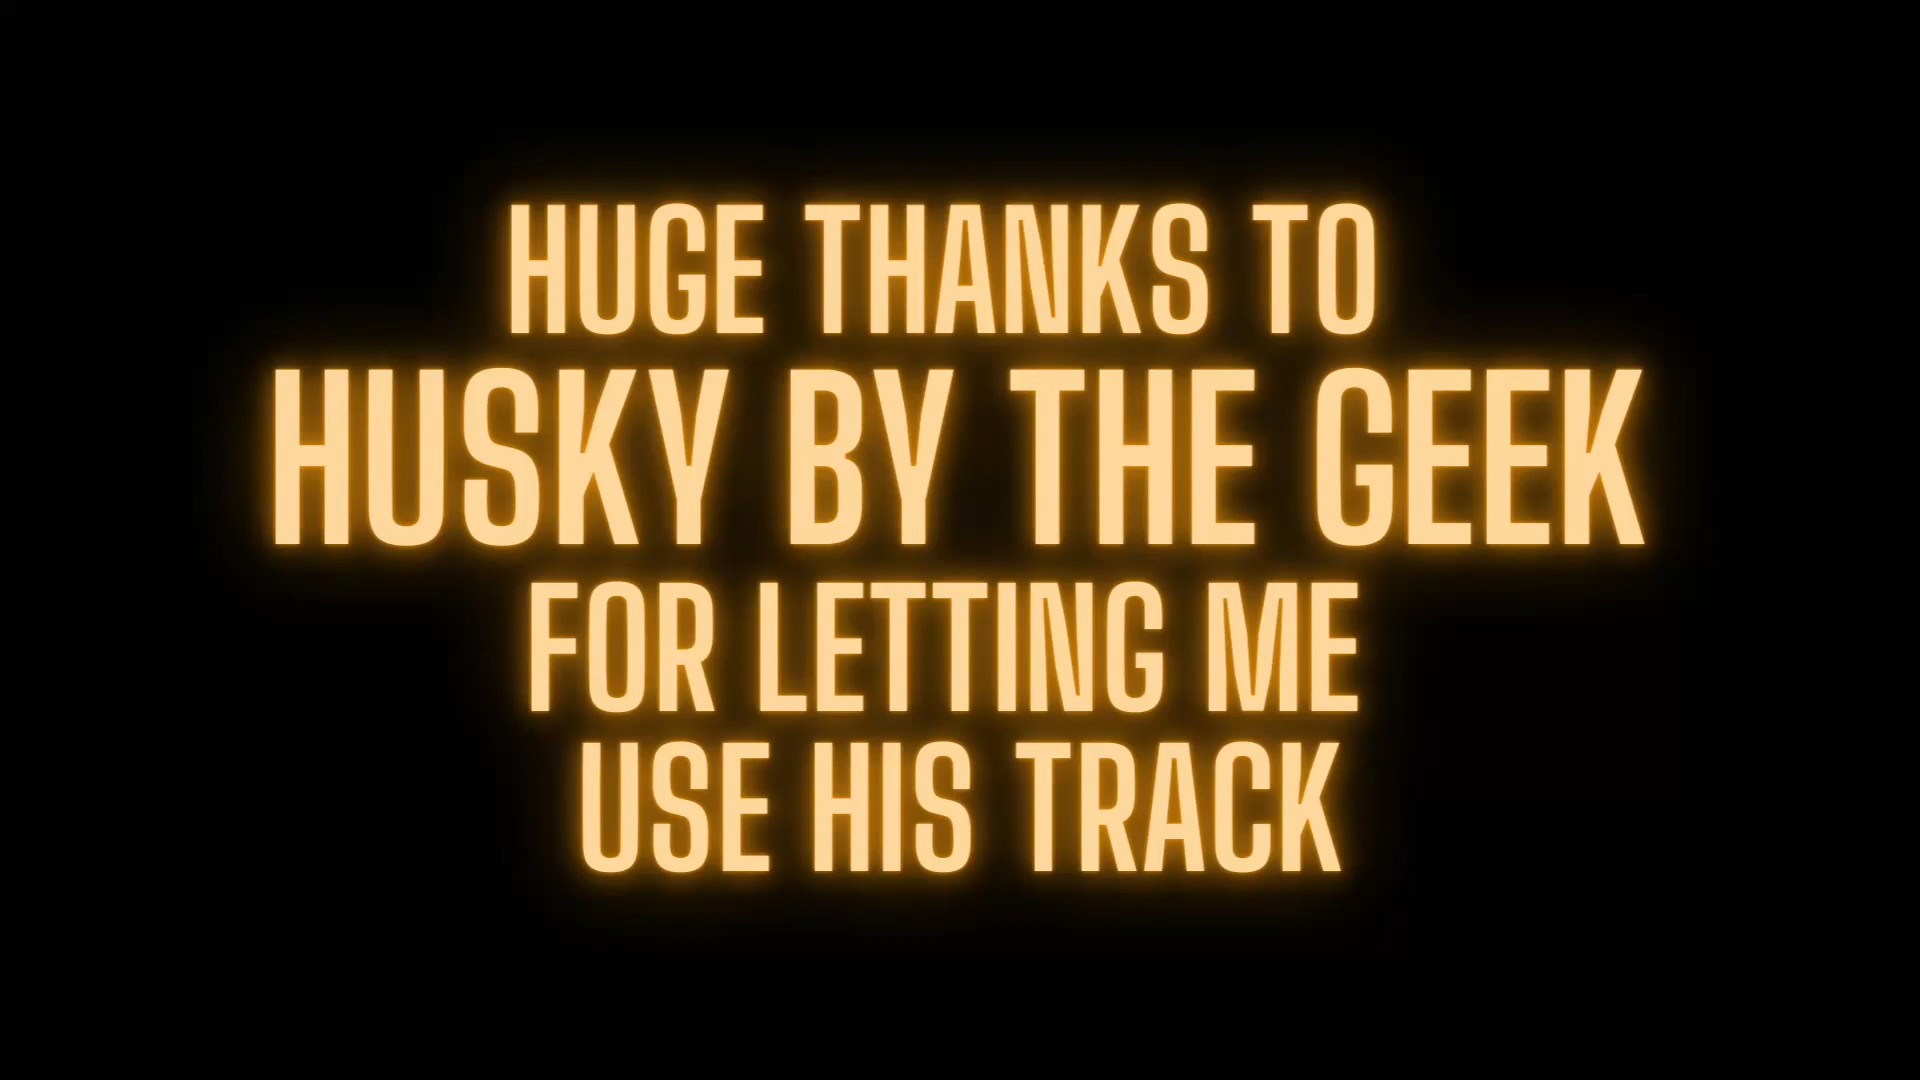 HUGE THANKS TO
HUSKY BY THE GEEK
FOR LETTING ME
USE HIS TRACK